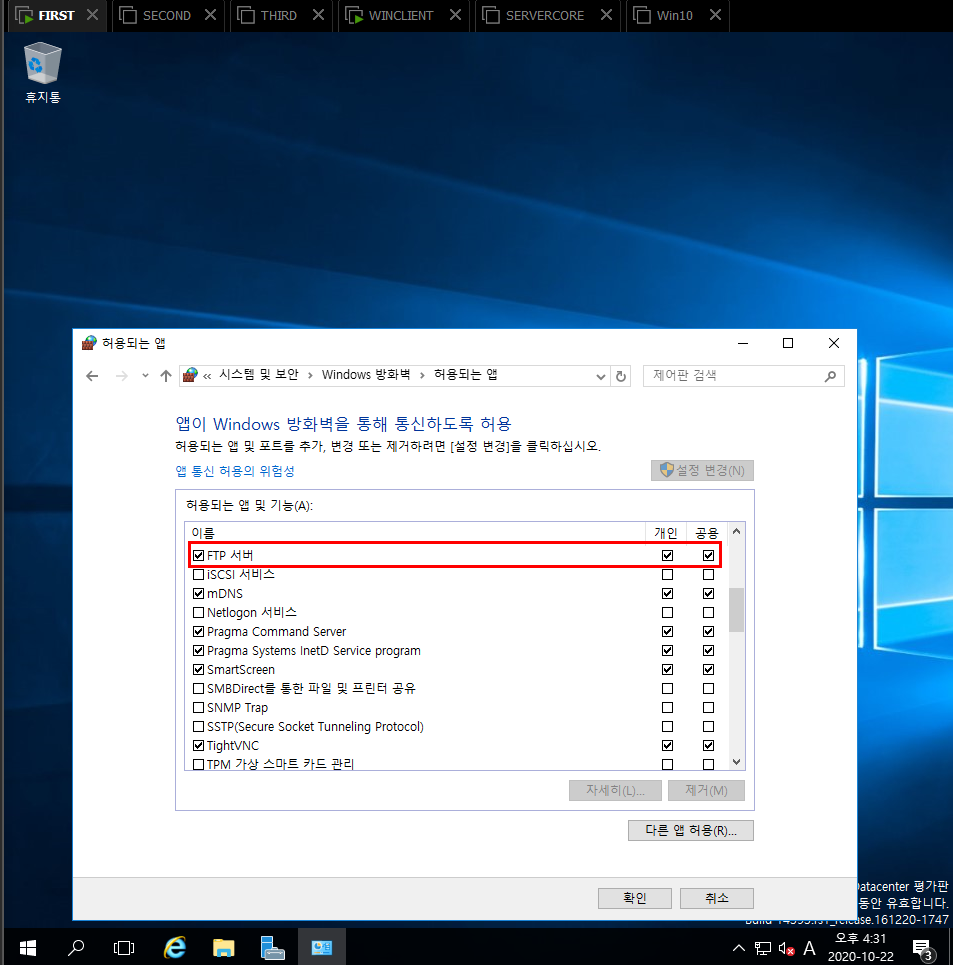 FIRST SECOND THIRD WINCLIENT SERVERCORE Win10
휴지통
허용되는 앱
« 시스템 및 보안 › Windows 방화벽 › 허용되는 앱
제어판 검색
앱이 Windows 방화벽을 통해 통신하도록 허용
허용되는 앱 및 포트를 추가, 변경 또는 제거하려면 [설정 변경]을 클릭하십시오.
앱 통신 허용의 위험성
설정 변경(N)
허용되는 앱 및 기능(A):
이름 개인 공용
FTP 서버
iSCSI 서비스
mDNS
Netlogon 서비스
Pragma Command Server
Pragma Systems InetD Service program
SmartScreen
SMBDirect를 통한 파일 및 프린터 공유
SNMP Trap
SSTP(Secure Socket Tunneling Protocol)
TightVNC
TPM 가상 스마트 카드 관리
자세히(L)... 제거(M)
다른 앱 허용(R)...
확인 취소
Datacenter 평가판
동안 유효합니다.
Build 14393.rs1_release.161220-1747
A 오후 4:31
2020-10-22
3